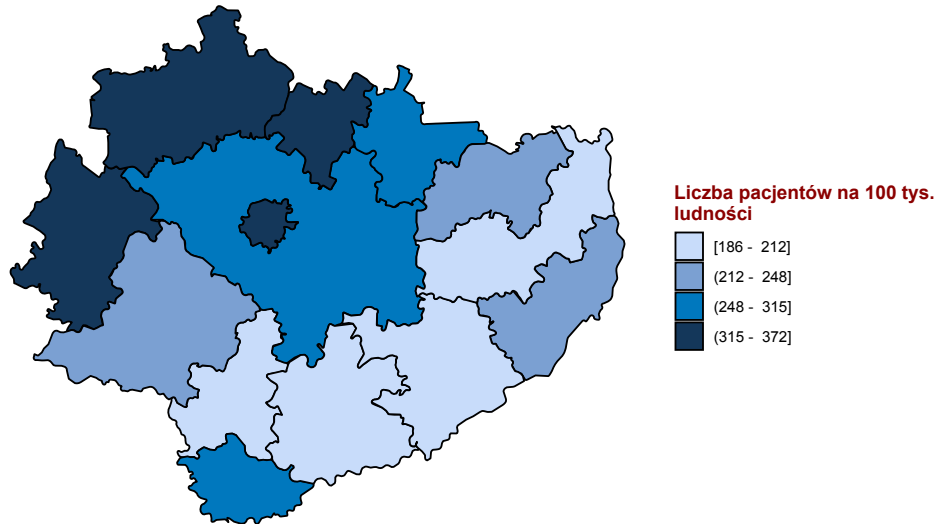 Liczba pacjentów na 100 tys.
ludności
[186 - 212]
(212 - 248]
(248 - 315]
(315 - 372]